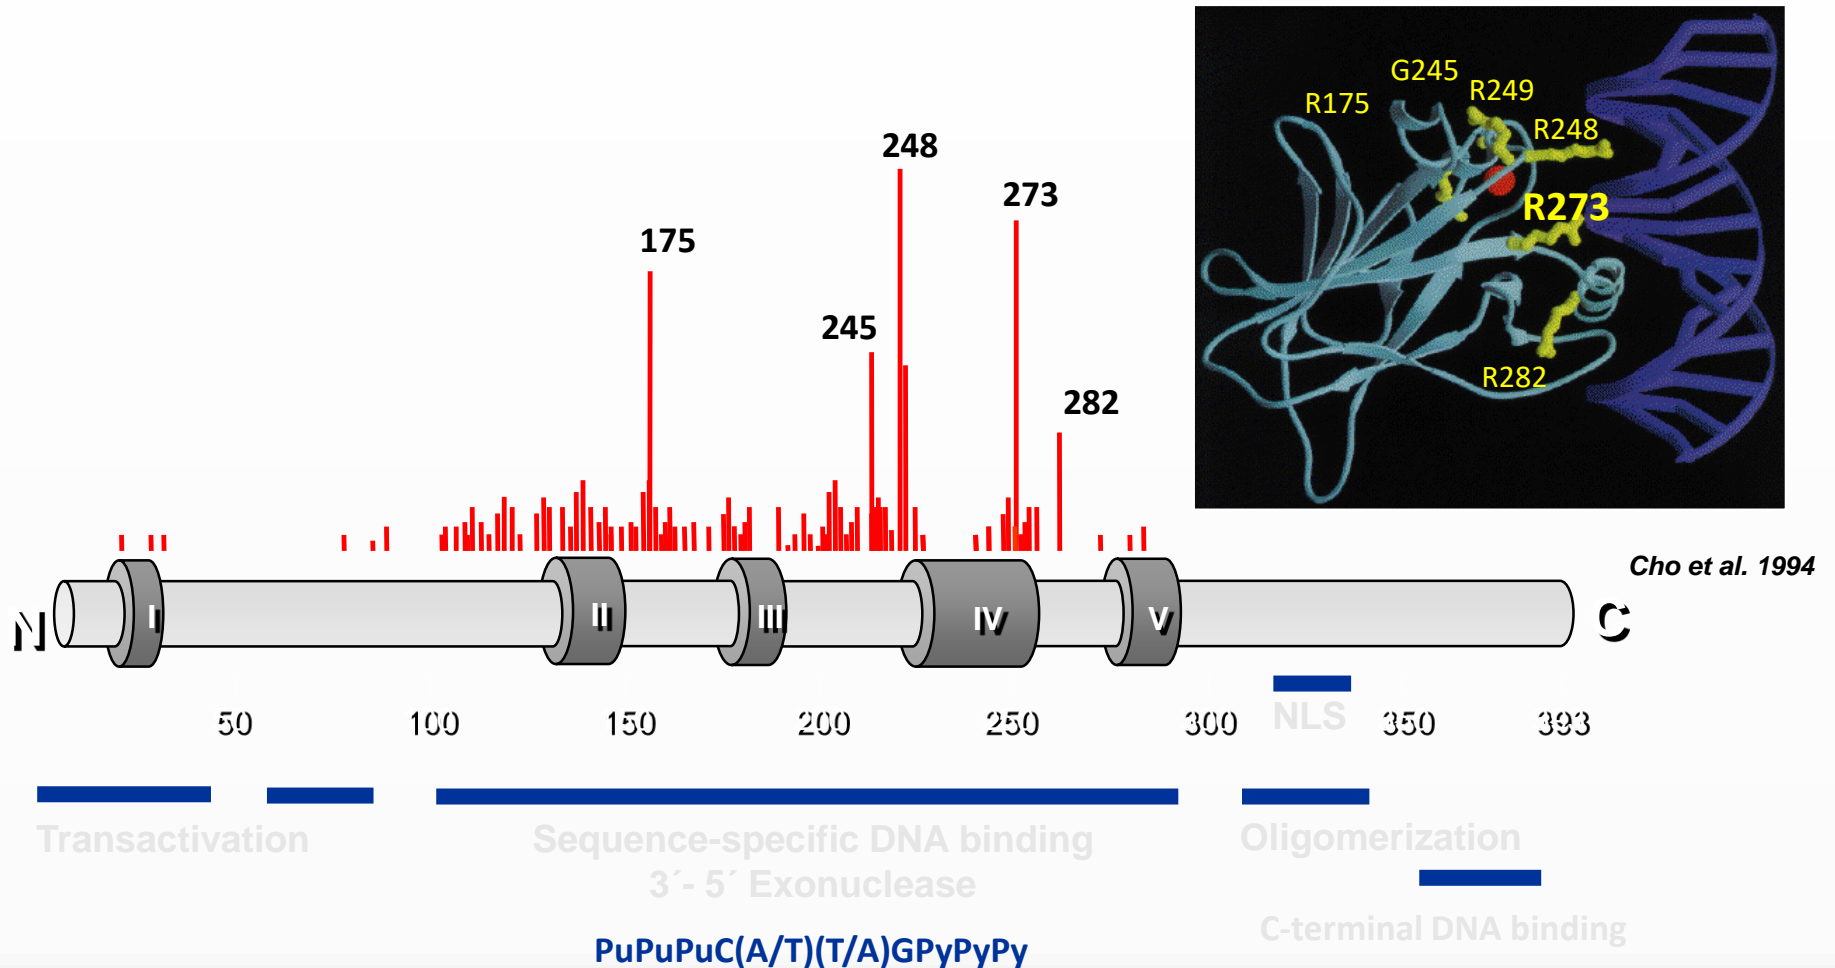 G245
R249
R175
R248
R273
R282
248
273
175
245
282
Cho et al. 1994
N
I
II
III
IV
V
C
NLS
50
100
150
200
250
300
350
393
Transactivation
Sequence-specific DNA binding
3´- 5´ Exonuclease
Oligomerization
C-terminal DNA binding
PuPuPuC(A/T)(T/A)GPyPyPy